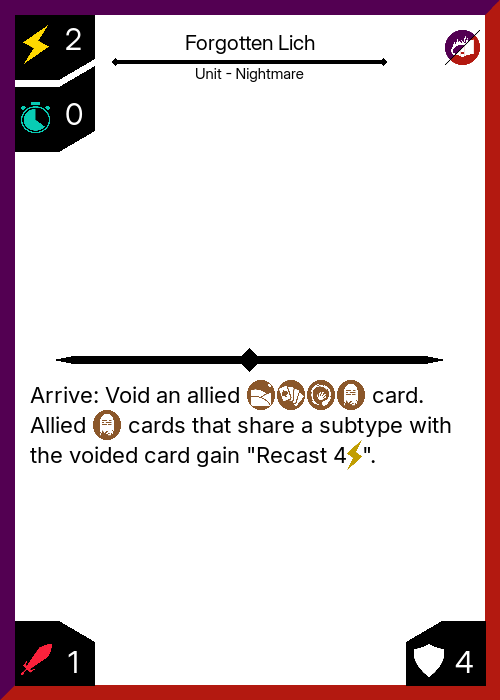 2
Forgotten Lich
Unit - Nightmare
0
Arrive: Void an allied card.
Allied cards that share a subtype with
the voided card gain "Recast 4".
1
4